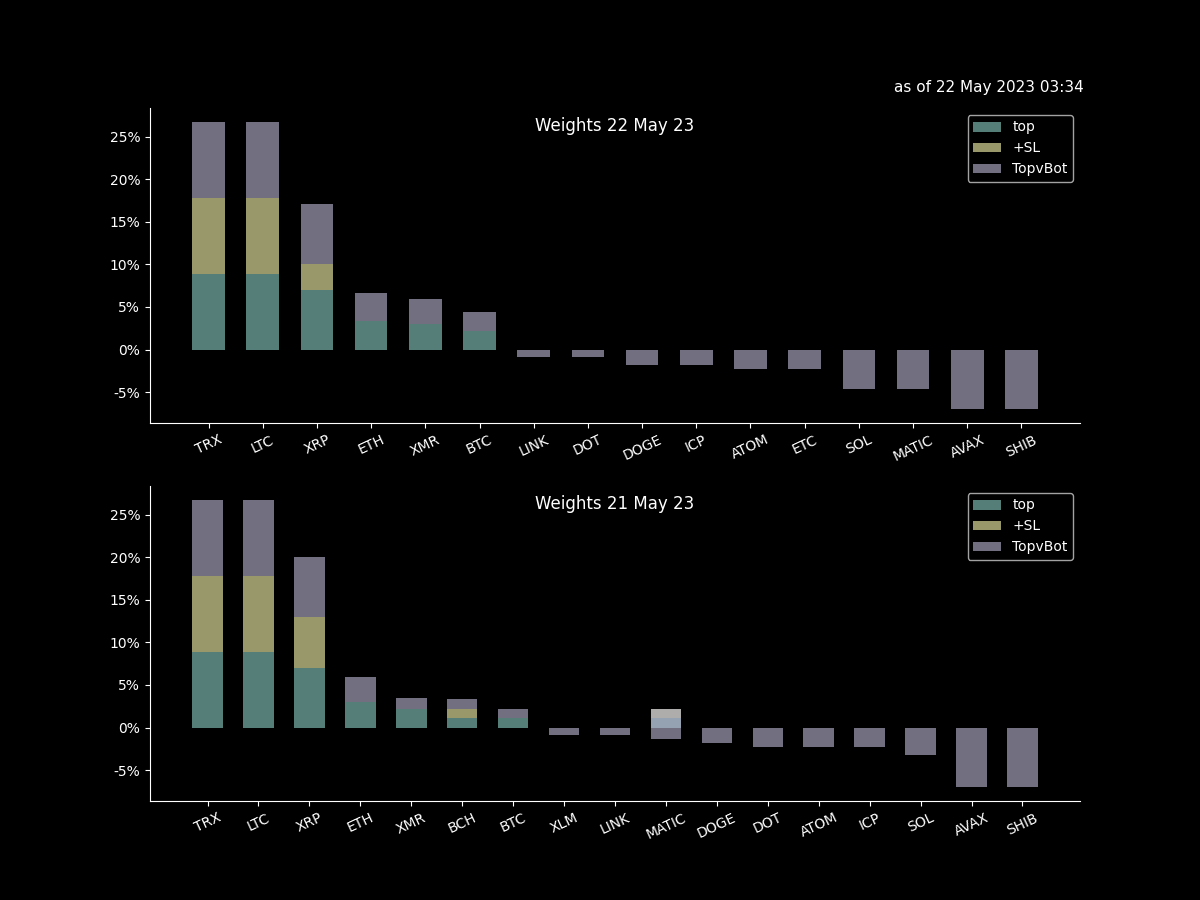 as of 22 May 2023 03:34
Weights 22 May 23
top
+SL
TopvBot
25%
20%
15%
10%
5%
0%
-5%
TRX LTC XRP ETH XMR BTC LINK DOT DOGE ICP ATOM ETC SOL MATIC AVAX SHIB
Weights 21 May 23
top
+SL
TopvBot
25%
20%
15%
10%
5%
0%
-5%
TRX LTC XRP ETH XMR BCH BTC XLM LINK MATIC DOGE DOT ATOM ICP SOL AVAX SHIB